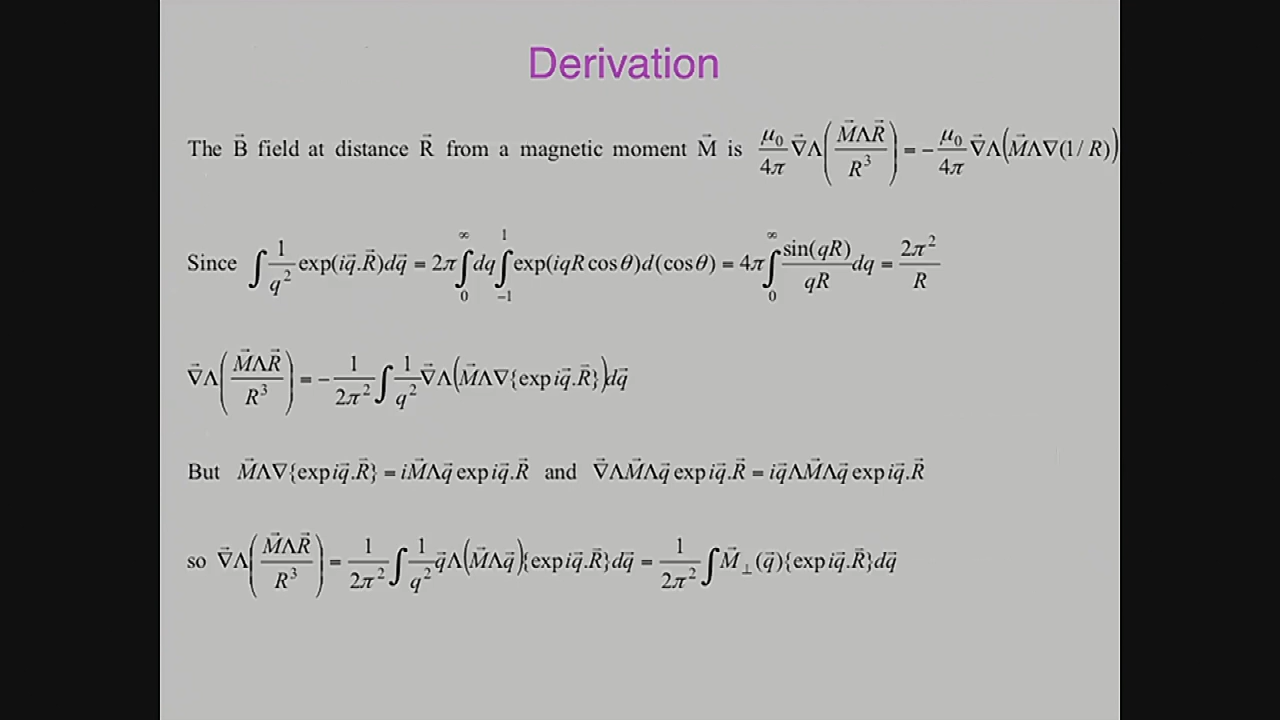 Derivation
The B⃗ field at distance R⃗ from a magnetic moment M⃗ is μ₀/4π ∇⃗Λ(M⃗ΛR⃗/R³) = −μ₀/4π ∇⃗Λ(M⃗Λ∇(1/R))
Since ∫ 1/q² exp(iq⃗.R⃗)dq⃗ = 2π ∫₀^∞ dq ∫₋₁^1 exp(iqR cosθ)d(cosθ) = 4π ∫₀^∞ sin(qR)/qR dq = 2π²/R
∇⃗Λ(M⃗ΛR⃗/R³) = −1/2π² ∫ 1/q² ∇⃗Λ(M⃗Λ∇{exp iq⃗.R⃗})dq⃗
But M⃗Λ∇{exp iq⃗.R⃗} = iM⃗Λq⃗ exp iq⃗.R⃗ and ∇⃗ΛM⃗Λq⃗ exp iq⃗.R⃗ = iq⃗ΛM⃗Λq⃗ exp iq⃗.R⃗
so ∇⃗Λ(M⃗ΛR⃗/R³) = 1/2π² ∫ 1/q² q⃗Λ(M⃗Λq⃗){exp iq⃗.R⃗}dq⃗ = 1/2π² ∫ M⃗⊥(q⃗){exp iq⃗.R⃗}dq⃗